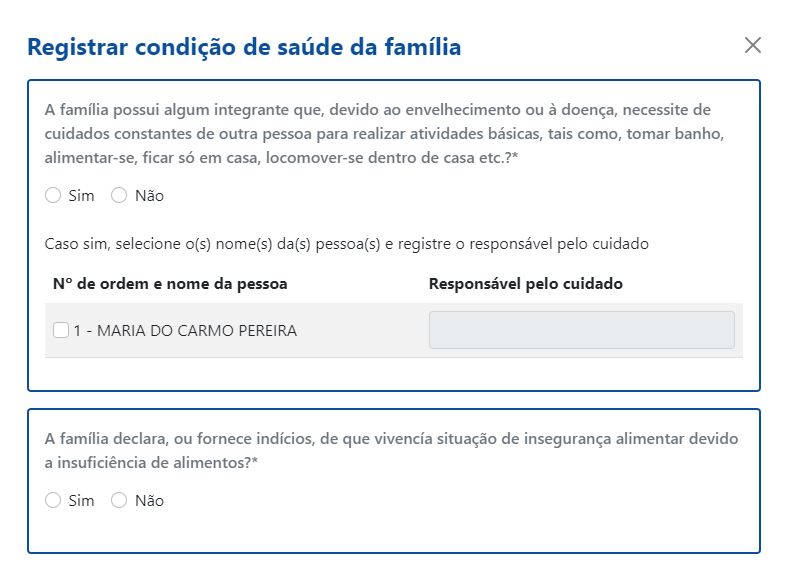 Registrar condição de saúde da família
A família possui algum integrante que, devido ao envelhecimento ou à doença, necessite de
cuidados constantes de outra pessoa para realizar atividades básicas, tais como, tomar banho,
alimentar-se, ficar só em casa, locomover-se dentro de casa etc.?*
Sim Não
Caso sim, selecione o(s) nome(s) da(s) pessoa(s) e registre o responsável pelo cuidado
Nº de ordem e nome da pessoa Responsável pelo cuidado
1 - MARIA DO CARMO PEREIRA
A família declara, ou fornece indícios, de que vivencía situação de insegurança alimentar devido
a insuficiência de alimentos?*
Sim Não